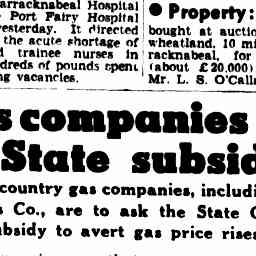 arracknabeal Hospital
Port Fairy Hospital
yesterday. It directed
the acute shortage of
trainee nurses in
dreds of pounds spent
ng vacancies.
● Property:
bought at auctio
wheatland, 10 mi
racknabeal, for
(about £20,000)
Mr. L. S. O'Call
s companies
State subsid
country gas companies, includi
s Co., are to ask the State G
bsidy to avert gas price rises